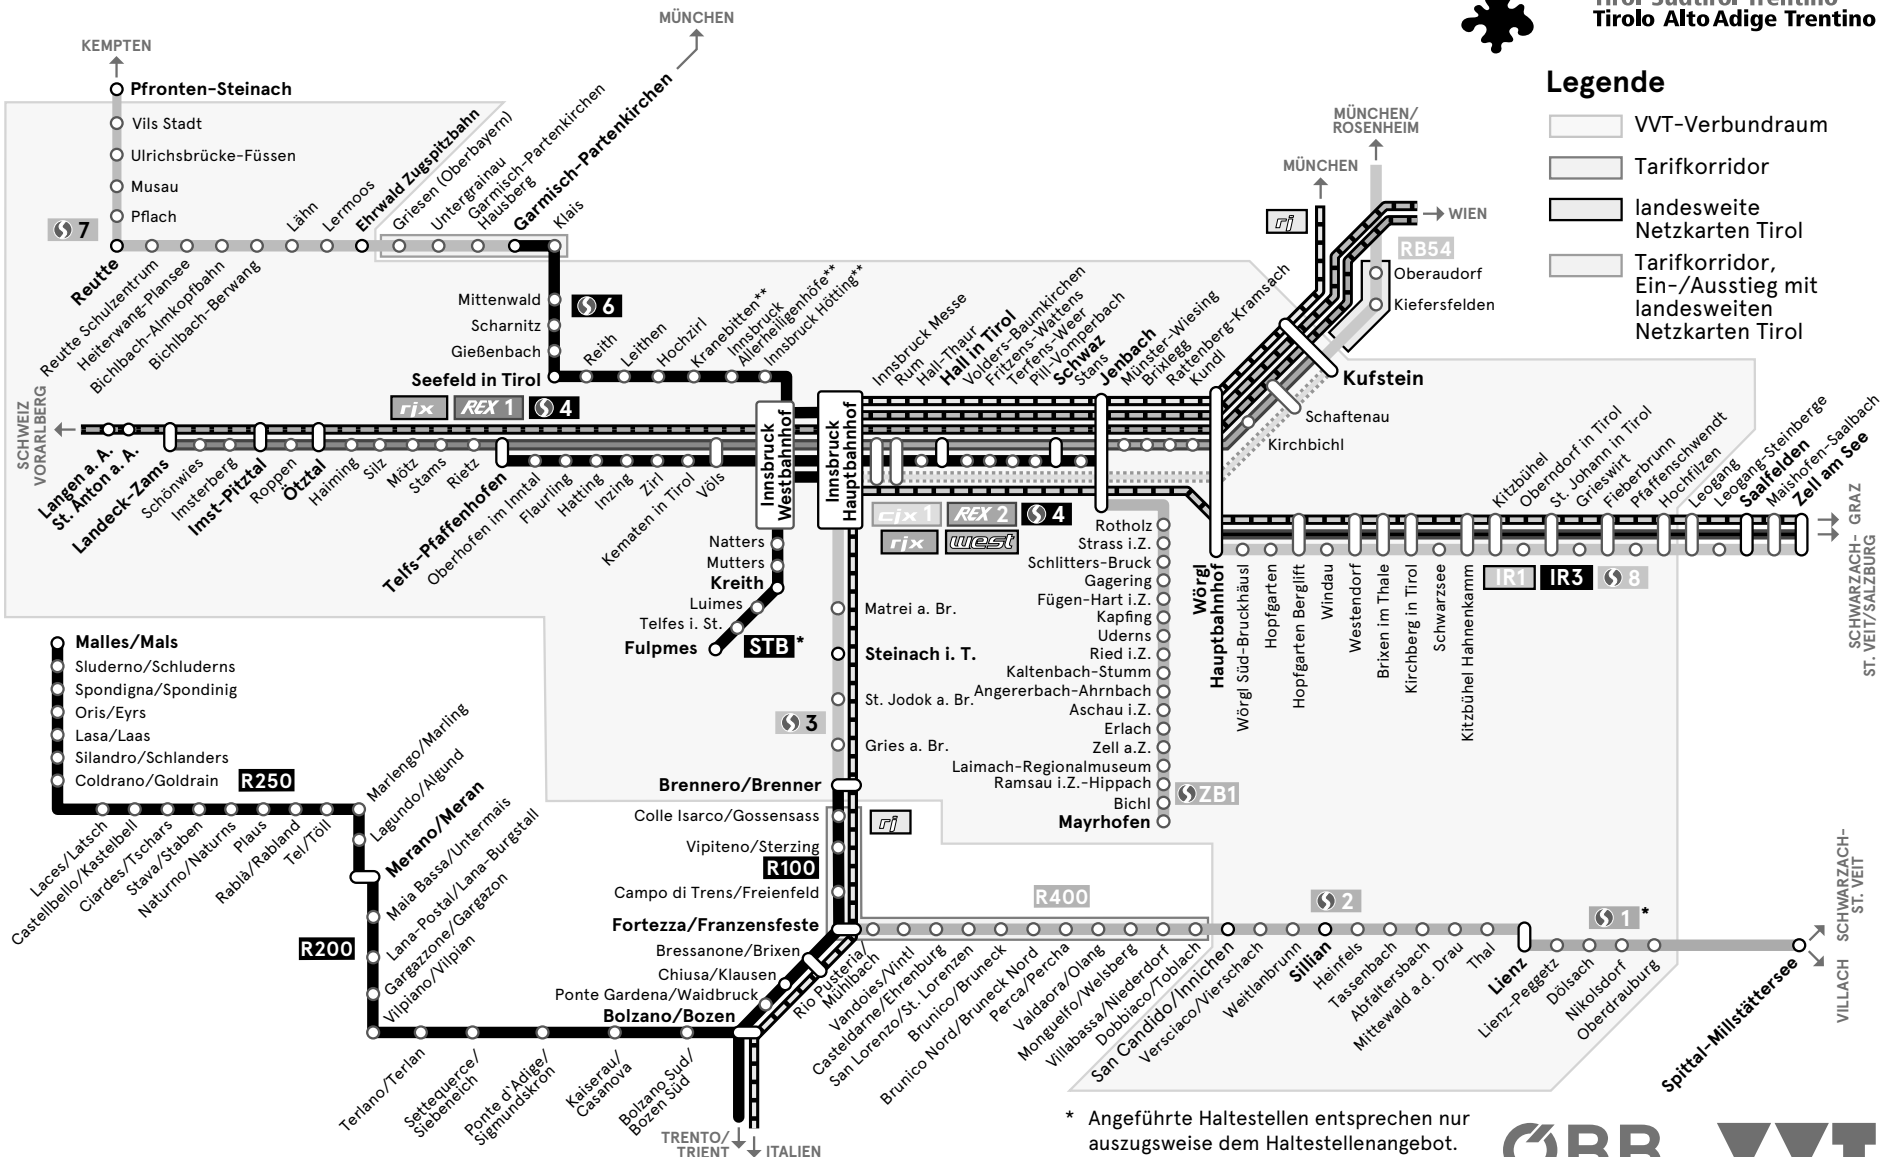 Tirol Südtirol Trentino
Tirolo Alto Adige Trentino
Legende
VVT-Verbundraum
Tarifkorridor
landesweite
Netzkarten Tirol
Tarifkorridor,
Ein-/Ausstieg mit
landesweiten
Netzkarten Tirol
MÜNCHEN
KEMPTEN
Pfronten-Steinach
Vils Stadt
Ulrichsbrücke-Füssen
Musau
Pflach
7
Reutte
Reutte Schulzentrum
Heiterwang-Plansee
Bichlbach-Almkopfbahn
Bichlbach-Berwang
Lähn
Lermoos
Ehrwald Zugspitzbahn
Griesen (Oberbayern)
Untergrainau
Garmisch-Partenkirchen
Hausberg
Garmisch-Partenkirchen
Klais
Mittenwald
6
Scharnitz
Gießenbach
Seefeld in Tirol
Reith
Leithen
Hochzirl
Kranebitten**
Innsbruck
Allerheiligenhöfe**
Innsbruck Hötting**
SCHWEIZ
VORARLBERG
rjx
REX 1
4
Langen a. A.
St. Anton a. A.
Landeck-Zams
Schönwies
Imsterberg
Imst-Pitztal
Roppen
Ötztal
Haiming
Silz
Mötz
Stams
Rietz
Telfs-Pfaffenhofen
Oberhofen im Inntal
Flaurling
Hatting
Inzing
Zirl
Kematen in Tirol
Völs
Innsbruck
Westbahnhof
Innsbruck
Hauptbahnhof
Innsbruck Messe
Rum
Hall-Thaur
Hall in Tirol
Volders-Baumkirchen
Fritzens-Wattens
Terfens-Weer
Pill-Vomperbach
Schwaz
Stans
Jenbach
Münster-Wiesing
Brixlegg
Rattenberg-Kramsach
Kundl
cjx 1
REX 2
4
rjx
west
MÜNCHEN
rj
MÜNCHEN/
ROSENHEIM
WIEN
RB54
Oberaudorf
Kiefersfelden
Kufstein
Schaftenau
Kirchbichl
Wörgl
Hauptbahnhof
Wörgl Süd-Bruckhäusl
Hopfgarten
Hopfgarten Berglift
Windau
Westendorf
Brixen im Thale
Kirchberg in Tirol
Schwarzsee
Kitzbühel Hahnenkamm
Kitzbühel
Oberndorf in Tirol
St. Johann in Tirol
Grieswirt
Fieberbrunn
Pfaffenschwendt
Hochfilzen
Leogang
Leogang-Steinberge
Saalfelden
Maishofen-Saalbach
Zell am See
IR1
IR3
8
SCHWARZACH- GRAZ
ST. VEIT/SALZBURG
Natters
Mutters
Kreith
Luimes
Telfes i. St.
Fulpmes
STB *
Matrei a. Br.
Steinach i. T.
St. Jodok a. Br.
3
Gries a. Br.
Brennero/Brenner
Rotholz
Strass i.Z.
Schlitters-Bruck
Gagering
Fügen-Hart i.Z.
Kapfing
Uderns
Ried i.Z.
Kaltenbach-Stumm
Angererbach-Ahrnbach
Aschau i.Z.
Erlach
Zell a.Z.
Laimach-Regionalmuseum
Ramsau i.Z.-Hippach
Bichl
ZB1
Mayrhofen
Malles/Mals
Sluderno/Schluderns
Spondigna/Spondinig
Oris/Eyrs
Lasa/Laas
Silandro/Schlanders
Coldrano/Goldrain
R250
Laces/Latsch
Castelbello/Kastelbell
Ciardes/Tschars
Stava/Staben
Naturno/Naturns
Plaus
Rablà/Rabland
Tel/Töll
Marlengo/Marling
Lagundo/Algund
Merano/Meran
Maia Bassa/Untermais
Lana-Postal/Lana-Burgstall
Gargazzone/Gargazon
Vilpiano/Vilpian
R200
Terlano/Terlan
Settequerce/
Siebeneich
Ponte d'Adige/
Sigmundskron
Kaiserau/
Casanova
Bolzano Sud/
Bozen Süd
Colle Isarco/Gossensass
rj
Vipiteno/Sterzing
R100
Campo di Trens/Freienfeld
Fortezza/Franzensfeste
Bressanone/Brixen
Chiusa/Klausen
Ponte Gardena/Waidbruck
Bolzano/Bozen
TRENTO/
TRIENT
ITALIEN
R400
Rio Pusteria/
Mühlbach
Vandoies/Vintl
Casteldarne/Ehrenburg
San Lorenzo/St. Lorenzen
Brunico/Bruneck
Brunico Nord/Bruneck Nord
Perca/Percha
Valdaora/Olang
Monguelfo/Welsberg
Villabassa/Niederdorf
Dobbiaco/Toblach
San Candido/Innichen
Versciaco/Vierschach
Weitlanbrunn
2
Sillian
Heinfels
Tassenbach
Abfaltersbach
Mittewald a.d. Drau
Thal
Lienz
1 *
Lienz-Peggetz
Dölsach
Nikolsdorf
Oberdrauburg
Spittal-Millstättersee
SCHWARZACH-
ST. VEIT
VILLACH
* Angeführte Haltestellen entsprechen nur
auszugsweise dem Haltestellenangebot.
ÖBB
VVT